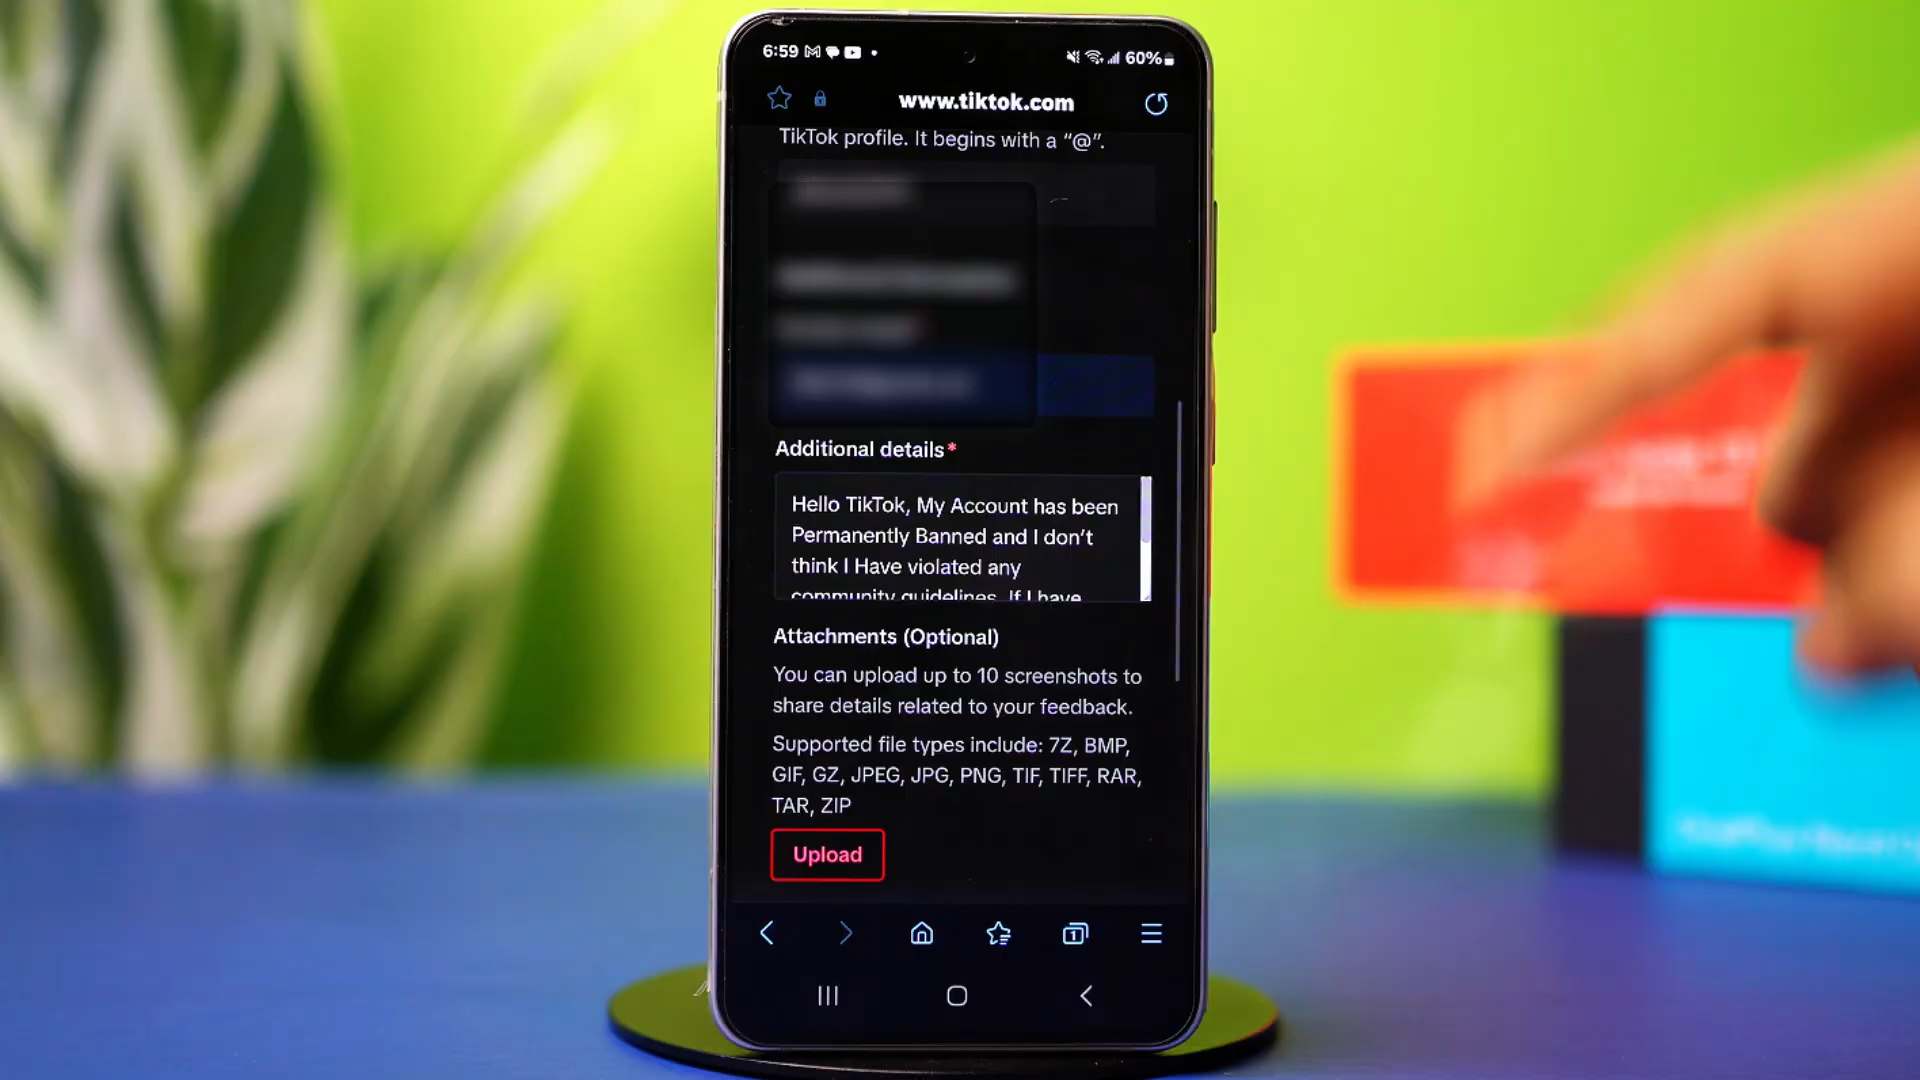 6:59
60%
www.tiktok.com
TikTok profile. It begins with a “@”.
Additional details*
Hello TikTok, My Account has been
Permanently Banned and I don’t
think I Have violated any
community guidelines. If I have
Attachments (Optional)
You can upload up to 10 screenshots to
share details related to your feedback.
Supported file types include: 7Z, BMP,
GIF, GZ, JPEG, JPG, PNG, TIF, TIFF, RAR,
TAR, ZIP
Upload
1